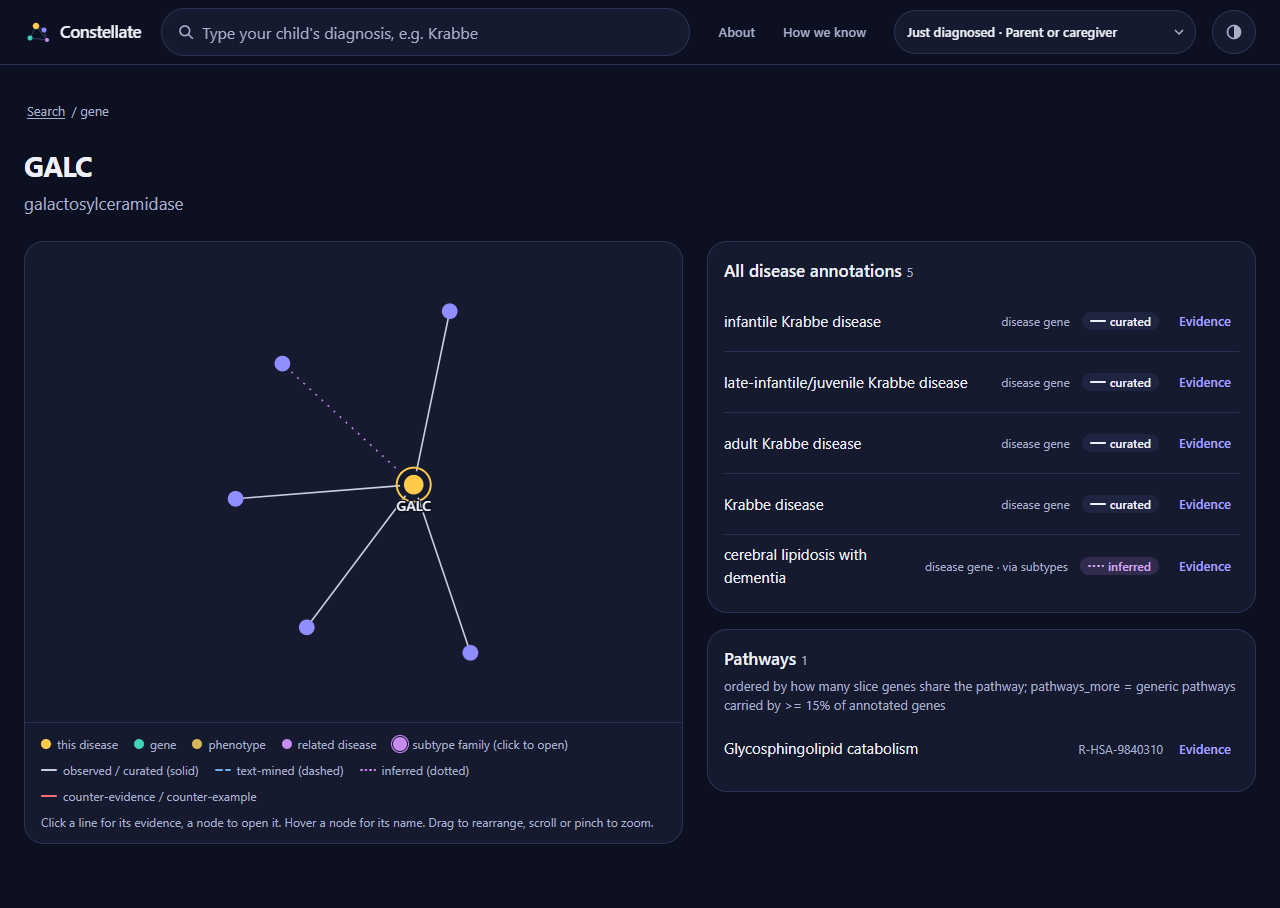 Constellate
Type your child's diagnosis, e.g. Krabbe
About
How we know
Just diagnosed · Parent or caregiver
Search / gene
GALC
galactosylceramidase
GALC
this disease
gene
phenotype
related disease
subtype family (click to open)
observed / curated (solid)
text-mined (dashed)
inferred (dotted)
counter-evidence / counter-example
Click a line for its evidence, a node to open it. Hover a node for its name. Drag to rearrange, scroll or pinch to zoom.
All disease annotations 5
infantile Krabbe disease disease gene curated Evidence
late-infantile/juvenile Krabbe disease disease gene curated Evidence
adult Krabbe disease disease gene curated Evidence
Krabbe disease disease gene curated Evidence
cerebral lipidosis with
dementia
disease gene · via subtypes inferred Evidence
Pathways 1
ordered by how many slice genes share the pathway; pathways_more = generic pathways
carried by >= 15% of annotated genes
Glycosphingolipid catabolism R-HSA-9840310 Evidence